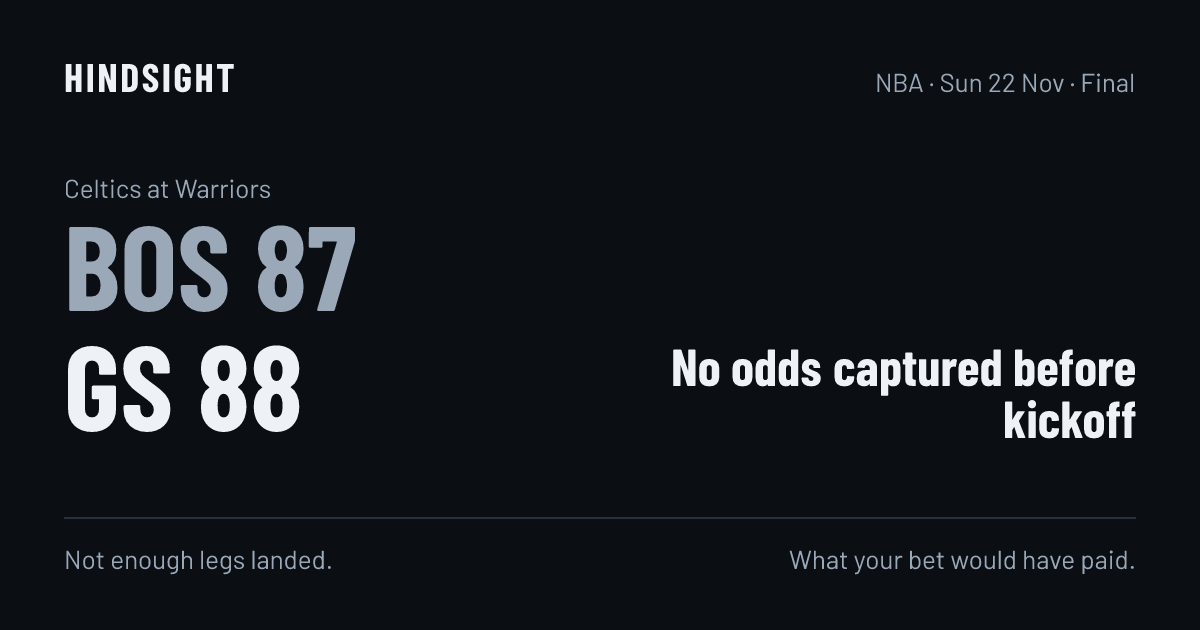 HINDSIGHT
NBA · Sun 22 Nov · Final
Celtics at Warriors
BOS 87
GS 88
No odds captured before
kickoff
Not enough legs landed.
What your bet would have paid.